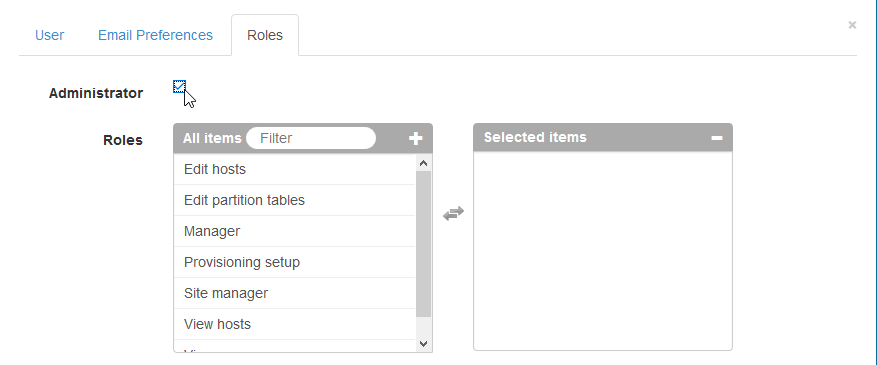 User Email Preferences Roles ×
Administrator
Roles All items Filter Selected items
Edit hosts
Edit partition tables
Manager
Provisioning setup
Site manager
View hosts